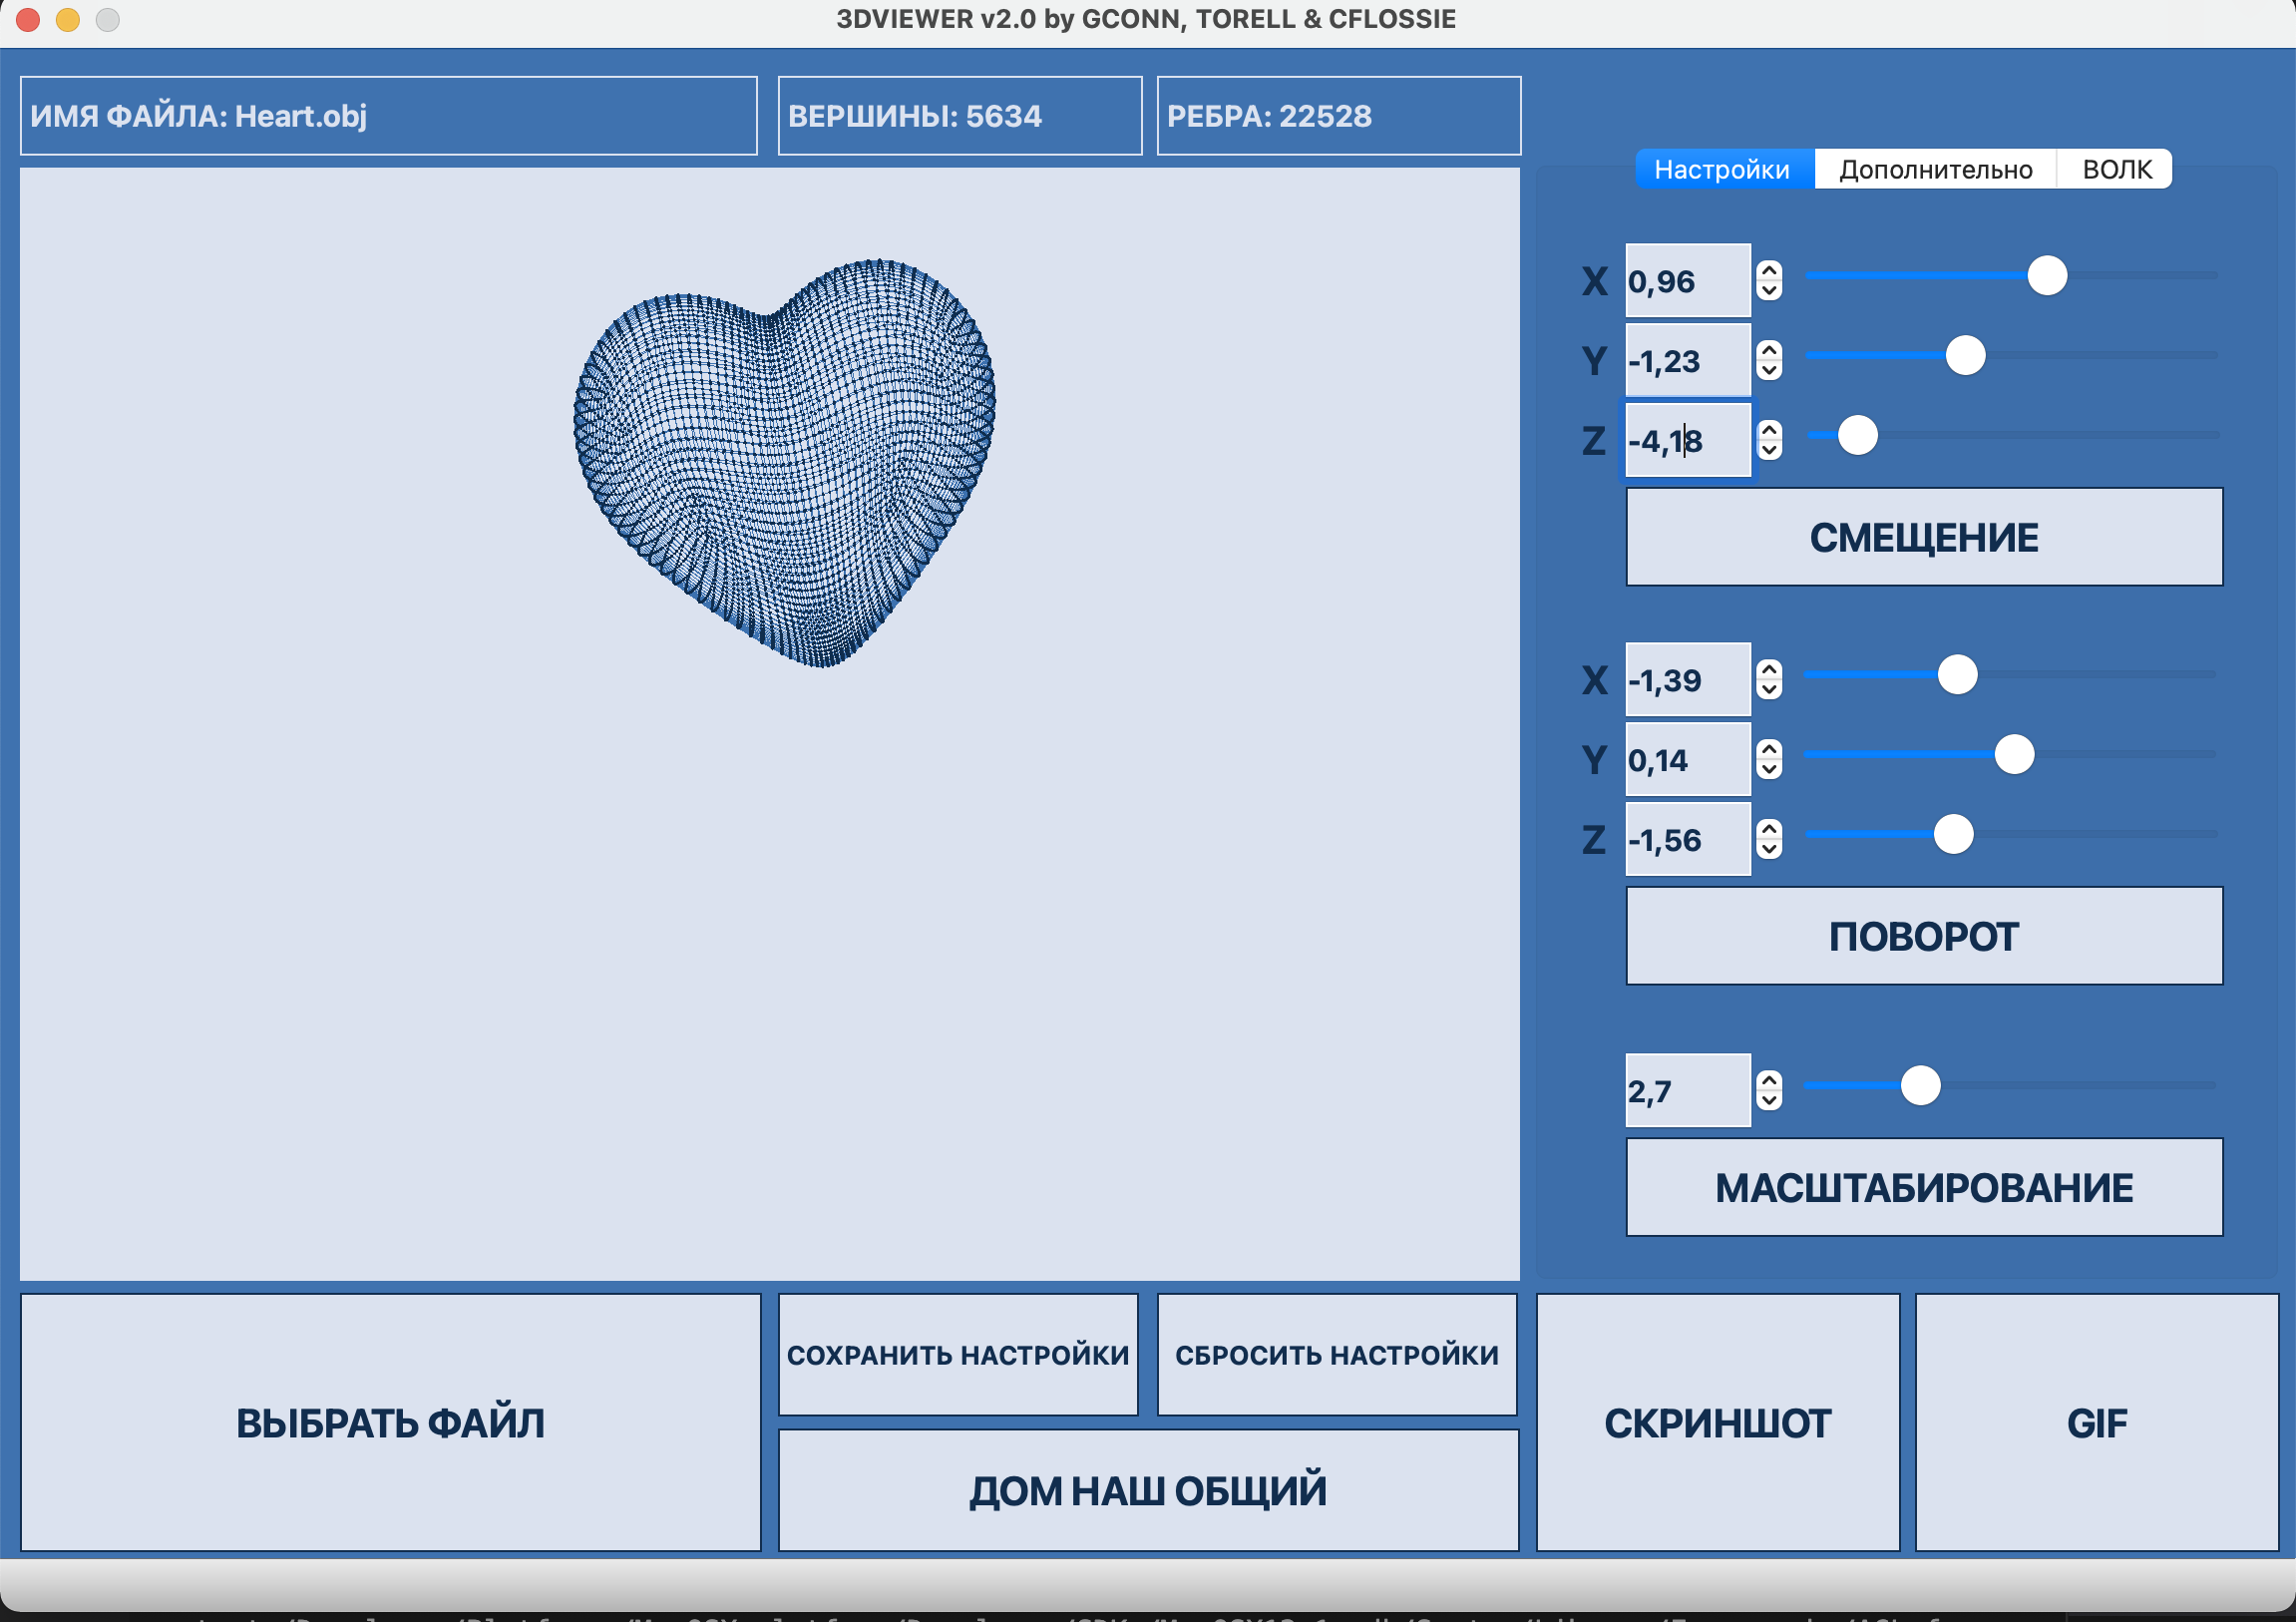 3DVIEWER v2.0 by GCONN, TORELL & CFLOSSIE
ИМЯ ФАЙЛА: Heart.obj
ВЕРШИНЫ: 5634
РЕБРА: 22528
Настройки
Дополнительно
ВОЛК
X
0,96
Y
-1,23
Z
-4,18
СМЕЩЕНИЕ
X
-1,39
Y
0,14
Z
-1,56
ПОВОРОТ
2,7
МАСШТАБИРОВАНИЕ
ВЫБРАТЬ ФАЙЛ
СОХРАНИТЬ НАСТРОЙКИ
СБРОСИТЬ НАСТРОЙКИ
ДОМ НАШ ОБЩИЙ
СКРИНШОТ
GIF